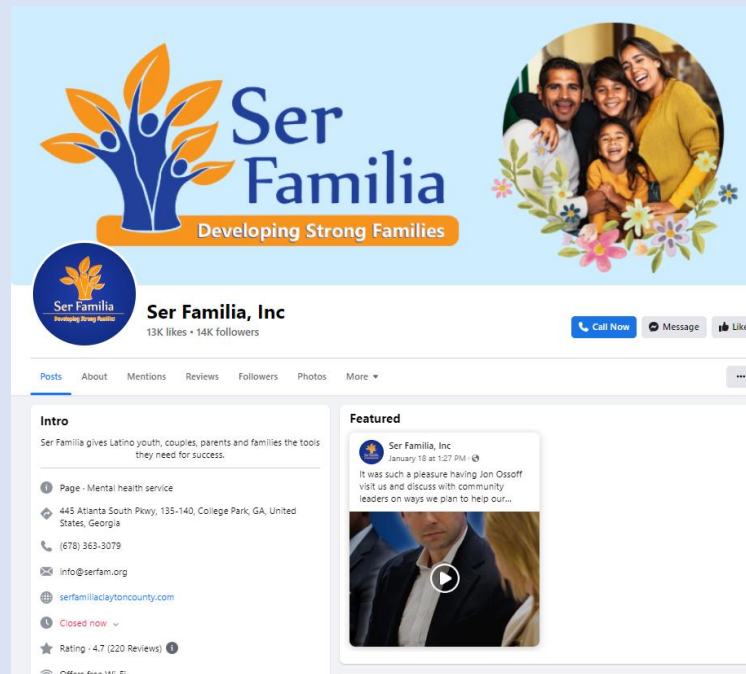 Ser
Familia
Developing Strong Families
Ser Familia
Developing Strong Families
Ser Familia, Inc
13K likes • 14K followers
Call Now
Message
Like
Posts
About
Mentions
Reviews
Followers
Photos
More
Intro
Ser Familia gives Latino youth, couples, parents and families the tools
they need for success.
Page · Mental health service
445 Atlanta South Pkwy, 135-140, College Park, GA, United
States, Georgia
(678) 363-3079
info@serfam.org
serfamiliaclaytoncounty.com
Closed now
Rating · 4.7 (220 Reviews)
Offers free Wi-Fi
Featured
Ser Familia, Inc
January 18 at 1:27 PM ·
It was such a pleasure having Jon Ossoff
visit us and discuss with community
leaders on ways we plan to help our...